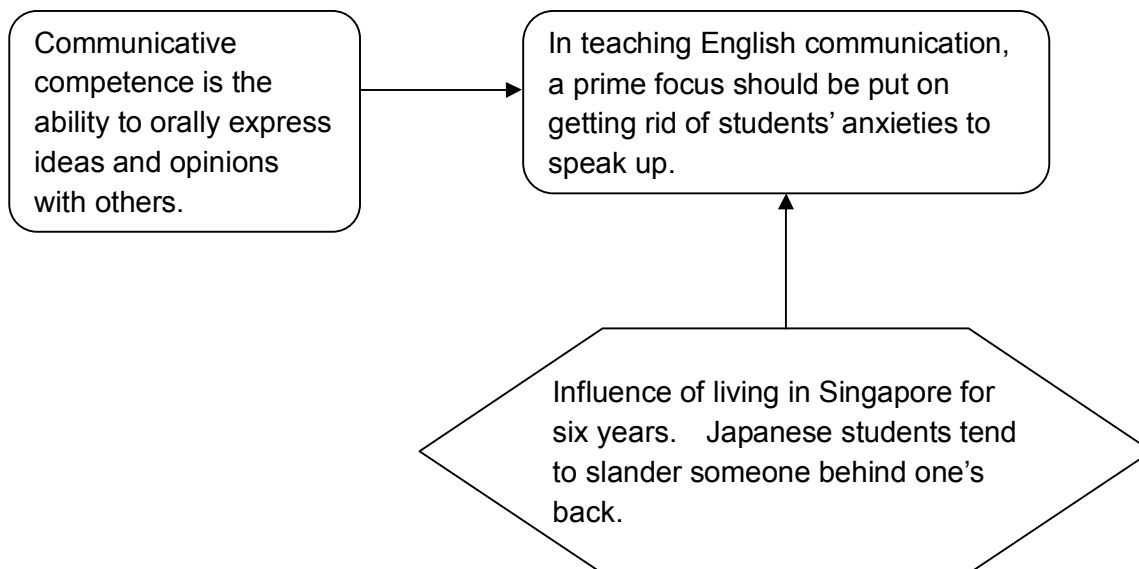 Communicative
competence is the
ability to orally express
ideas and opinions
with others.
In teaching English communication,
a prime focus should be put on
getting rid of students’ anxieties to
speak up.
Influence of living in Singapore for
six years.   Japanese students tend
to slander someone behind one’s
back.